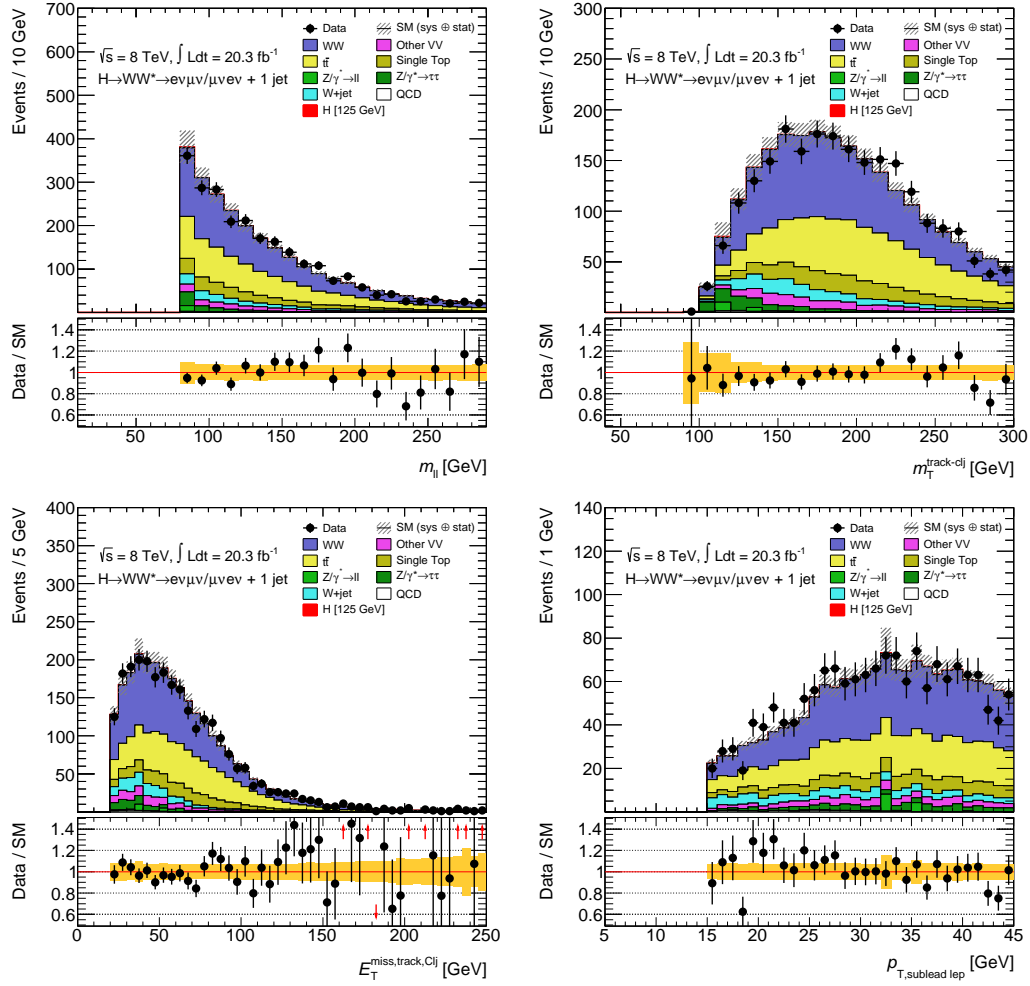 Events / 10 GeV
700
600
500
400
300
200
100
√s = 8 TeV, ∫ Ldt = 20.3 fb⁻¹
H→WW*→eνμν/μνeν + 1 jet
Data
SM (sys ⊕ stat)
WW
Other VV
tt̄
Single Top
Z/γ*→ll
Z/γ*→ττ
W+jet
QCD
H [125 GeV]
Data / SM
1.4
1.2
1
0.8
0.6
50 100 150 200 250
m_ll [GeV]
Events / 10 GeV
300
250
200
150
100
50
√s = 8 TeV, ∫ Ldt = 20.3 fb⁻¹
H→WW*→eνμν/μνeν + 1 jet
Data
SM (sys ⊕ stat)
WW
Other VV
tt̄
Single Top
Z/γ*→ll
Z/γ*→ττ
W+jet
QCD
H [125 GeV]
Data / SM
1.4
1.2
1
0.8
0.6
50 100 150 200 250 300
m_T^track-clj [GeV]
Events / 5 GeV
400
350
300
250
200
150
100
50
√s = 8 TeV, ∫ Ldt = 20.3 fb⁻¹
H→WW*→eνμν/μνeν + 1 jet
Data
SM (sys ⊕ stat)
WW
Other VV
tt̄
Single Top
Z/γ*→ll
Z/γ*→ττ
W+jet
QCD
H [125 GeV]
Data / SM
1.4
1.2
1
0.8
0.6
0 50 100 150 200 250
E_T^miss,track,Clj [GeV]
Events / 1 GeV
140
120
100
80
60
40
20
√s = 8 TeV, ∫ Ldt = 20.3 fb⁻¹
H→WW*→eνμν/μνeν + 1 jet
Data
SM (sys ⊕ stat)
WW
Other VV
tt̄
Single Top
Z/γ*→ll
Z/γ*→ττ
W+jet
QCD
H [125 GeV]
Data / SM
1.4
1.2
1
0.8
0.6
5 10 15 20 25 30 35 40 45
p_T,sublead lep [GeV]